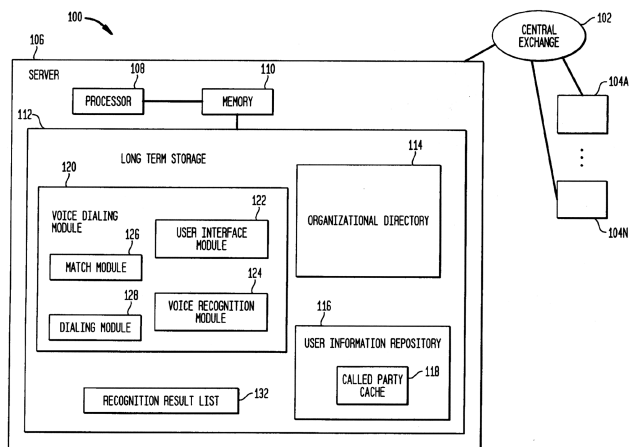 100
CENTRAL
EXCHANGE
102
106
SERVER
108
PROCESSOR
110
MEMORY
104A
104N
112
LONG TERM STORAGE
114
ORGANIZATIONAL DIRECTORY
120
VOICE DIALING
MODULE
122
USER INTERFACE
MODULE
126
MATCH MODULE
124
VOICE RECOGNITION
MODULE
128
DIALING MODULE
116
USER INFORMATION REPOSITORY
118
CALLED PARTY
CACHE
RECOGNITION RESULT LIST
132